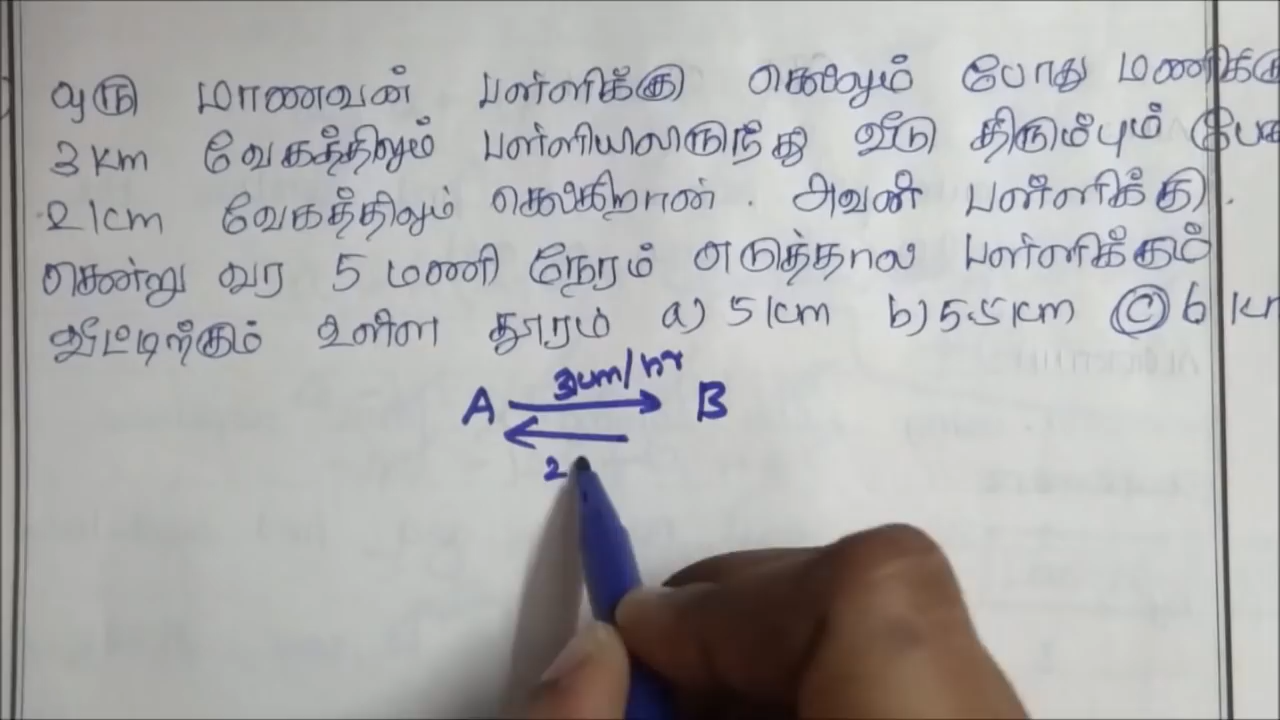 ஒரு மாணவன் பள்ளிக்கு செல்லும் போது மணிக்கு
3 km வேகத்திலும் பள்ளியிலிருந்து வீடு திரும்பும்
2 km வேகத்திலும் செல்கிறான். அவன் பள்ளிக்கு
சென்று வர 5 மணி நேரம் எடுத்தால் பள்ளிக்கும்
வீட்டிற்கும் உள்ள தூரம் a) 5 km b) 5.5 km c) 6
3 km/hr
A B
2